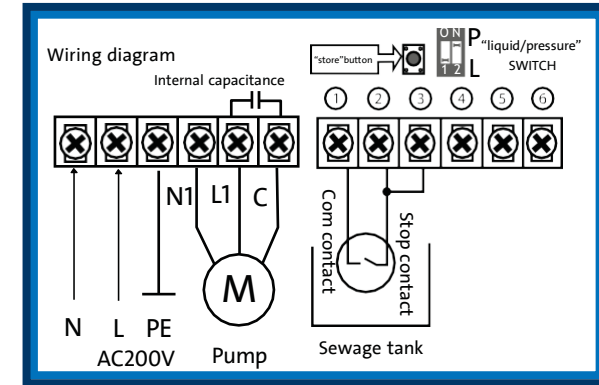 Wiring diagram
Internal capacitance
"store"button
ON
1 2
P
L
"liquid/pressure"
SWITCH
1 2 3 4 5 6
N1 L1 C
M
N L PE
AC200V
Pump
Com contact
Stop contact
Sewage tank